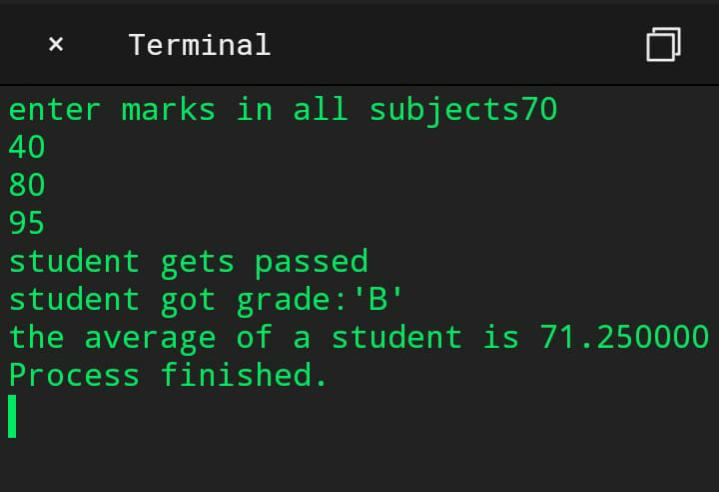 × Terminal
enter marks in all subjects70
40
80
95
student gets passed
student got grade:'B'
the average of a student is 71.250000
Process finished.